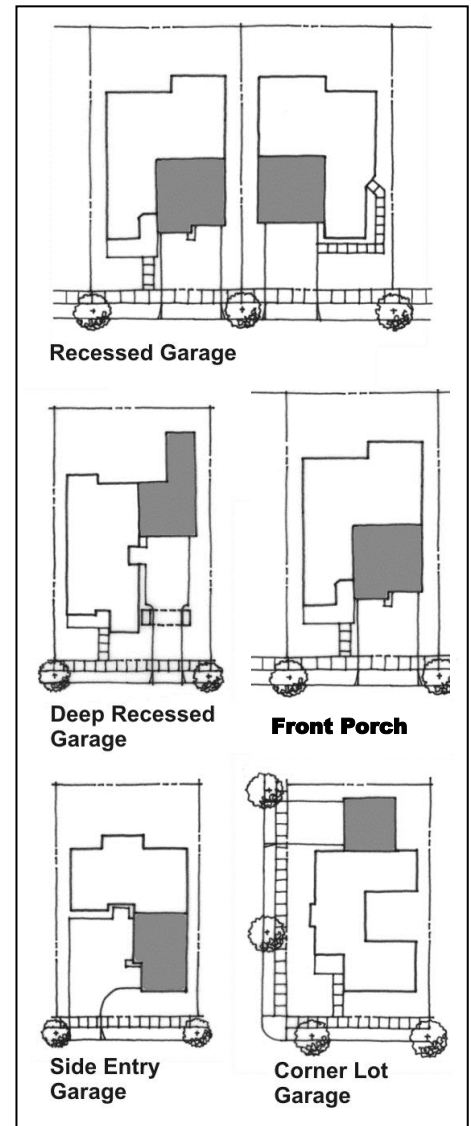 Recessed Garage
Deep Recessed
Garage
Front Porch
Side Entry
Garage
Corner Lot
Garage